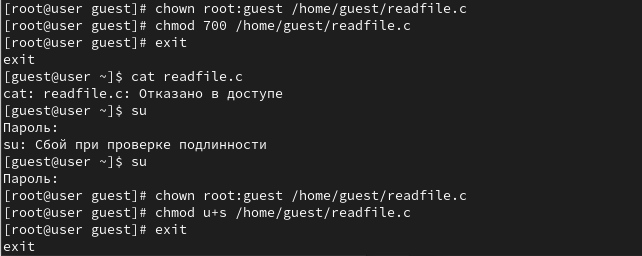 [root@user guest]# chown root:guest /home/guest/readfile.c
[root@user guest]# chmod 700 /home/guest/readfile.c
[root@user guest]# exit
exit
[guest@user ~]$ cat readfile.c
cat: readfile.c: Отказано в доступе
[guest@user ~]$ su
Пароль:
su: Сбой при проверке подлинности
[guest@user ~]$ su
Пароль:
[root@user guest]# chown root:guest /home/guest/readfile.c
[root@user guest]# chmod u+s /home/guest/readfile.c
[root@user guest]# exit
exit